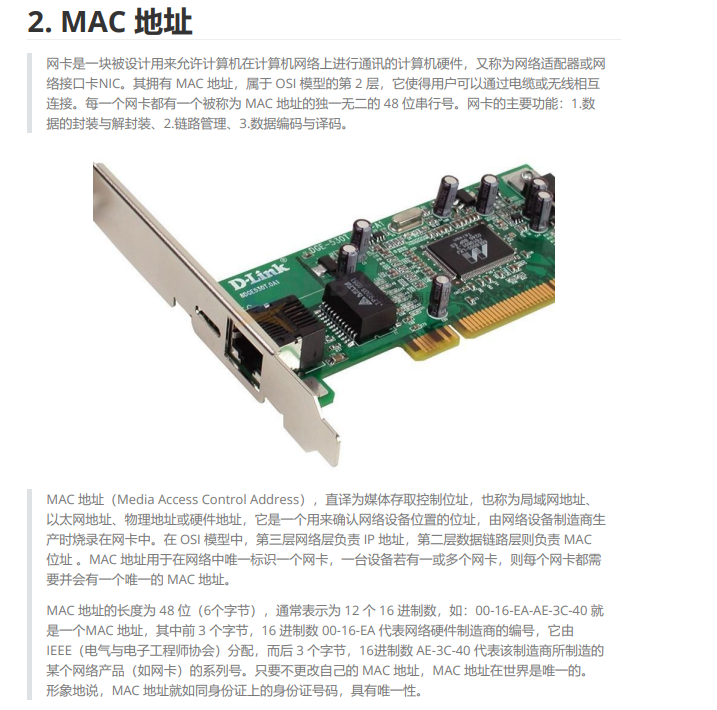 2. MAC 地址
网卡是一块被设计用来允许计算机在计算机网络上进行通讯的计算机硬件，又称为网络适配器或网
络接口卡NIC。其拥有 MAC 地址，属于 OSI 模型的第 2 层，它使得用户可以通过电缆或无线相互
连接。每一个网卡都有一个被称为 MAC 地址的独一无二的 48 位串行号。网卡的主要功能：1.数
据的封装与解封装、2.链路管理、3.数据编码与译码。
DGE-530T
D-Link
MAC 地址（Media Access Control Address），直译为媒体存取控制位址，也称为局域网地址、
以太网地址、物理地址或硬件地址，它是一个用来确认网络设备位置的位址，由网络设备制造商生
产时烧录在网卡中。在 OSI 模型中，第三层网络层负责 IP 地址，第二层数据链路层则负责 MAC
位址 。MAC 地址用于在网络中唯一标识一个网卡，一台设备若有一或多个网卡，则每个网卡都需
要并会有一个唯一的 MAC 地址。
MAC 地址的长度为 48 位（6个字节），通常表示为 12 个 16 进制数，如：00-16-EA-AE-3C-40 就
是一个MAC 地址，其中前 3 个字节，16 进制数 00-16-EA 代表网络硬件制造商的编号，它由
IEEE（电气与电子工程师协会）分配，而后 3 个字节，16进制数 AE-3C-40 代表该制造商所制造的
某个网络产品（如网卡）的系列号。只要不更改自己的 MAC 地址，MAC 地址在世界是唯一的。
形象地说，MAC 地址就如同身份证上的身份证号码，具有唯一性。